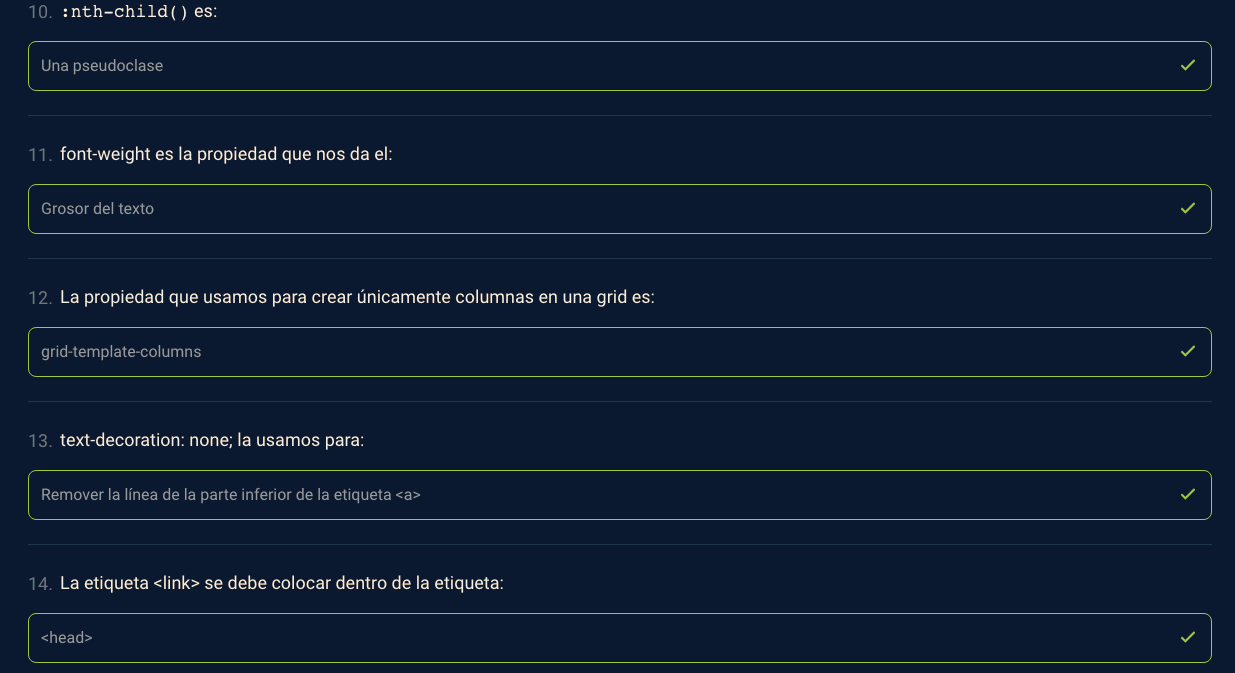 10. :nth-child() es:
Una pseudoclase
11. font-weight es la propiedad que nos da el:
Grosor del texto
12. La propiedad que usamos para crear únicamente columnas en una grid es:
grid-template-columns
13. text-decoration: none; la usamos para:
Remover la línea de la parte inferior de la etiqueta <a>
14. La etiqueta <link> se debe colocar dentro de la etiqueta:
<head>